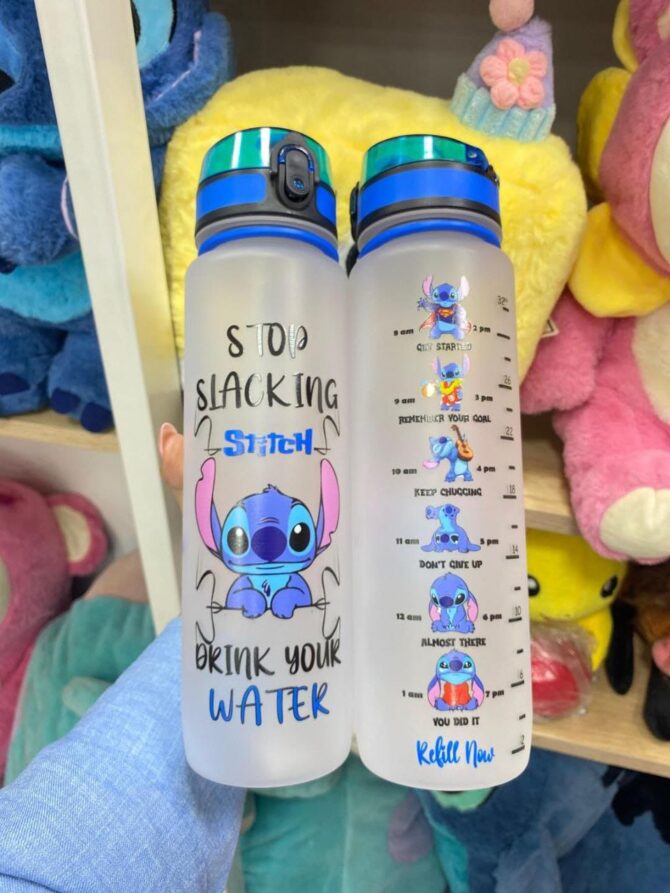 STOP
SLACKING
STITCH
DRINK YOUR
WATER
32oz
8 am 2 pm
GET STARTED
26
9 am 3 pm
REMEMBER YOUR GOAL
22
10 am 4 pm
KEEP CHUGGING
18
11 am 5 pm
DON'T GIVE UP
14
12 am 6 pm
10
ALMOST THERE
6
1 am 7 pm
YOU DID IT
Refill Now
2